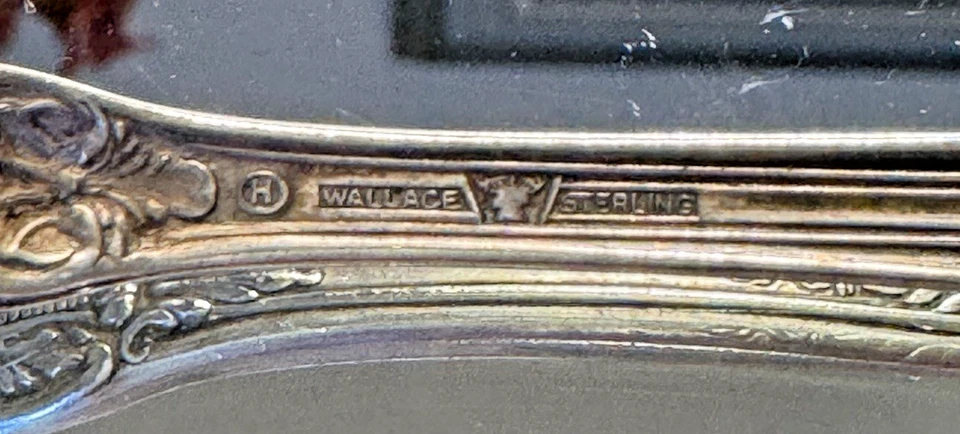 H WALLACE STERLING